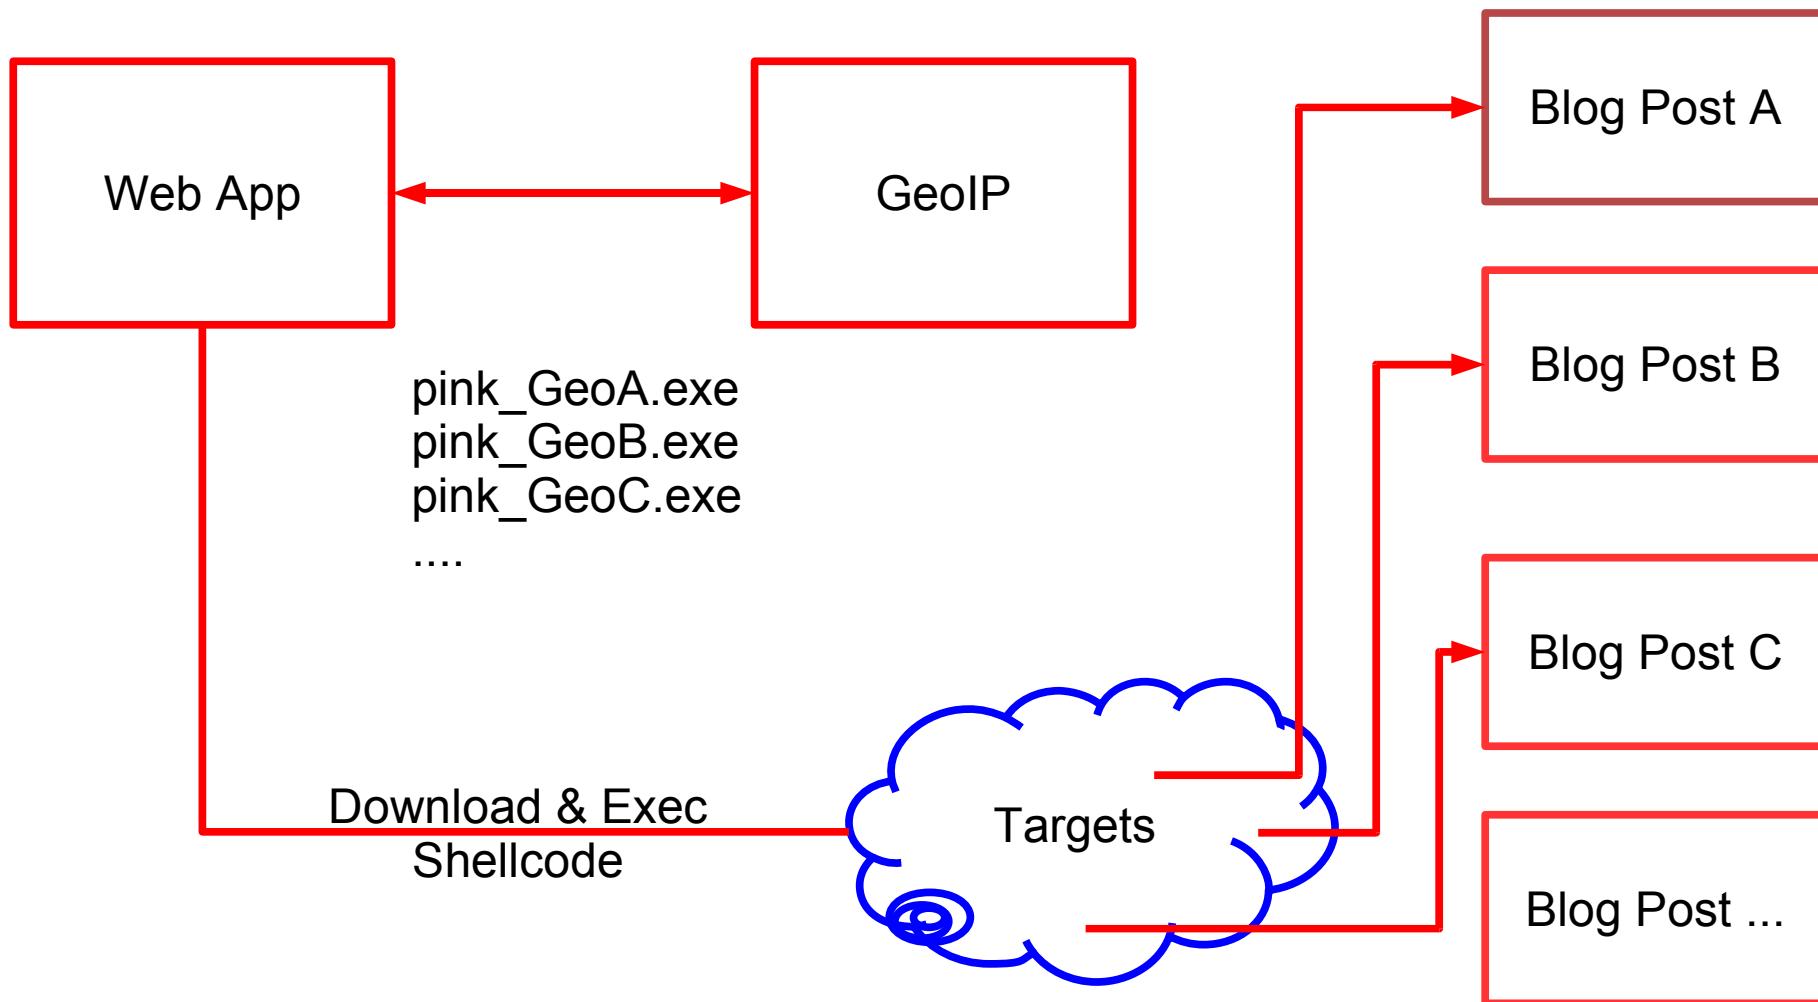 Web App
GeoIP
Blog Post A
Blog Post B
pink_GeoA.exe
pink_GeoB.exe
pink_GeoC.exe
....
Blog Post C
Download & Exec
Shellcode
Targets
Blog Post ...